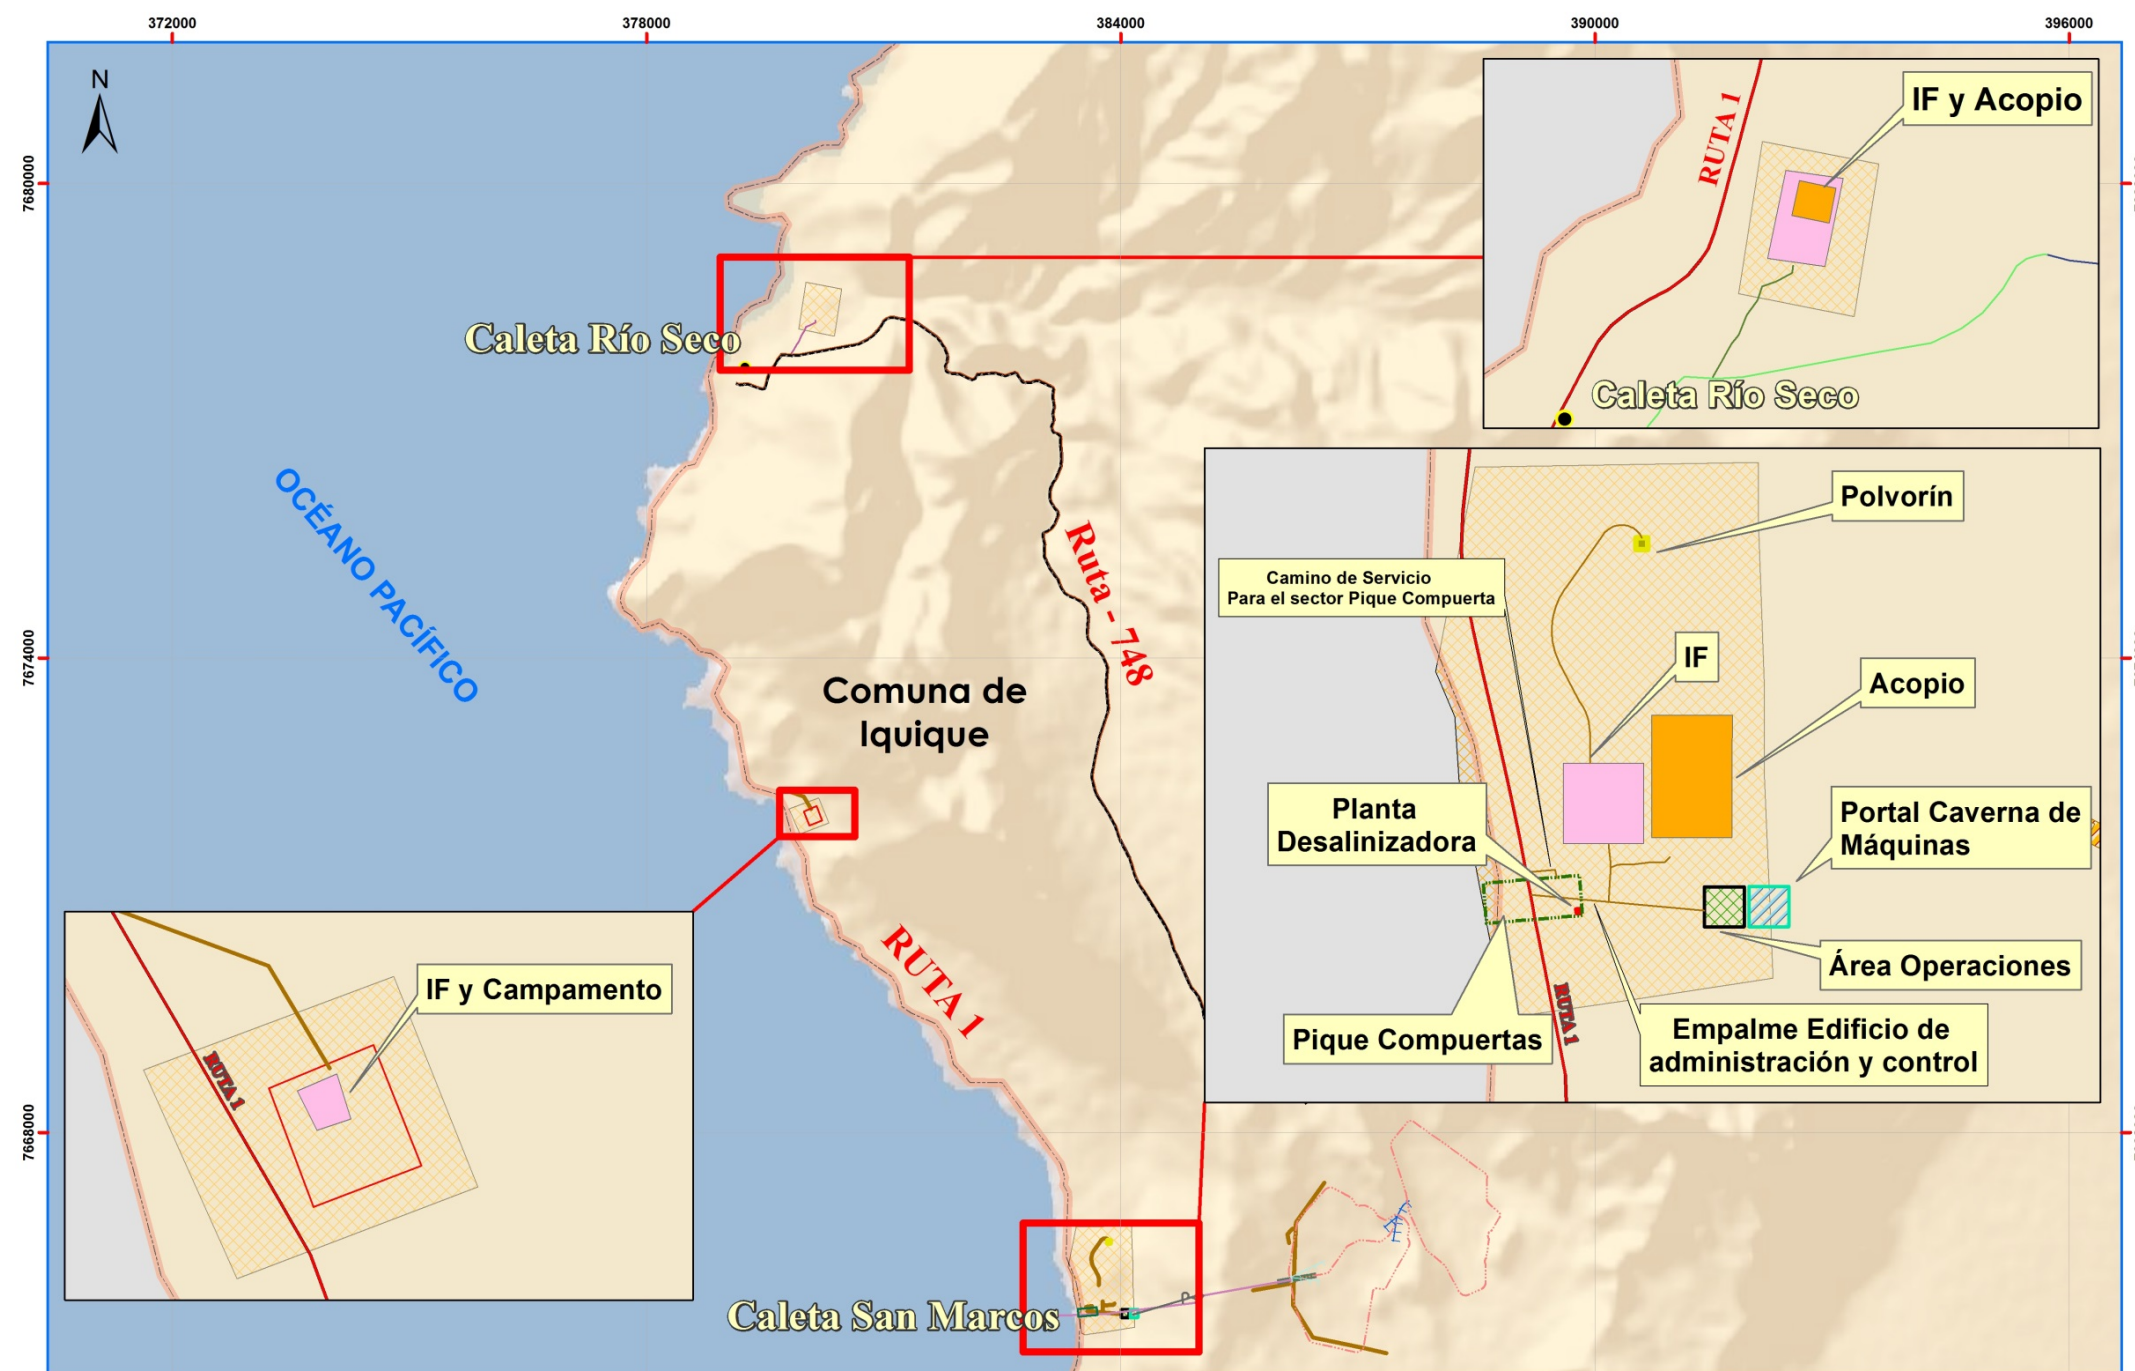 372000
378000
384000
390000
396000
N
7680000
7674000
7668000
IF y Acopio
RUTA 1
Caleta Río Seco
Caleta Río Seco
OCÉANO PACÍFICO
Ruta - 748
Comuna de
Iquique
RUTA 1
Polvorín
Camino de Servicio
Para el sector Pique Compuerta
IF
Acopio
Planta
Desalinizadora
Portal Caverna de
Máquinas
Área Operaciones
Pique Compuertas
RUTA 1
Empalme Edificio de
administración y control
IF y Campamento
RUTA 1
Caleta San Marcos